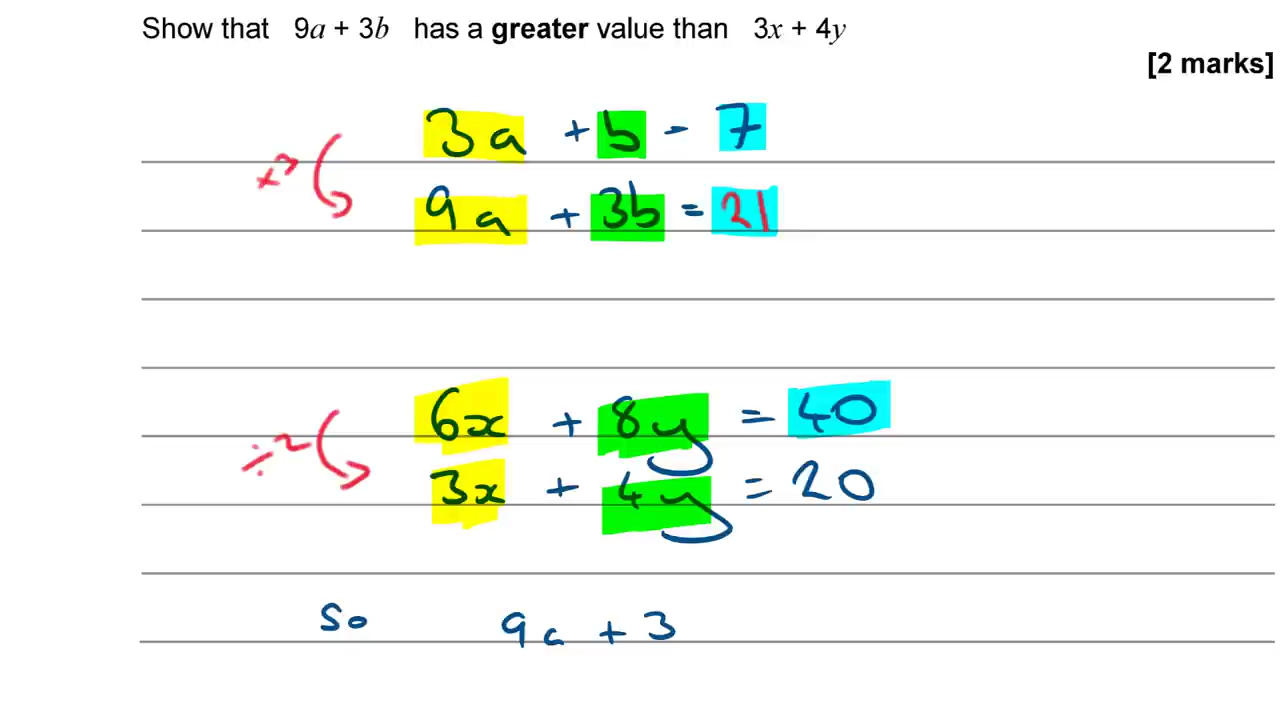 Show that 9a + 3b has a greater value than 3x + 4y
[2 marks]
3a + b - 7
×3
9a + 3b = 21
6x + 8y = 40
÷2
3x + 4y = 20
So 9a + 3